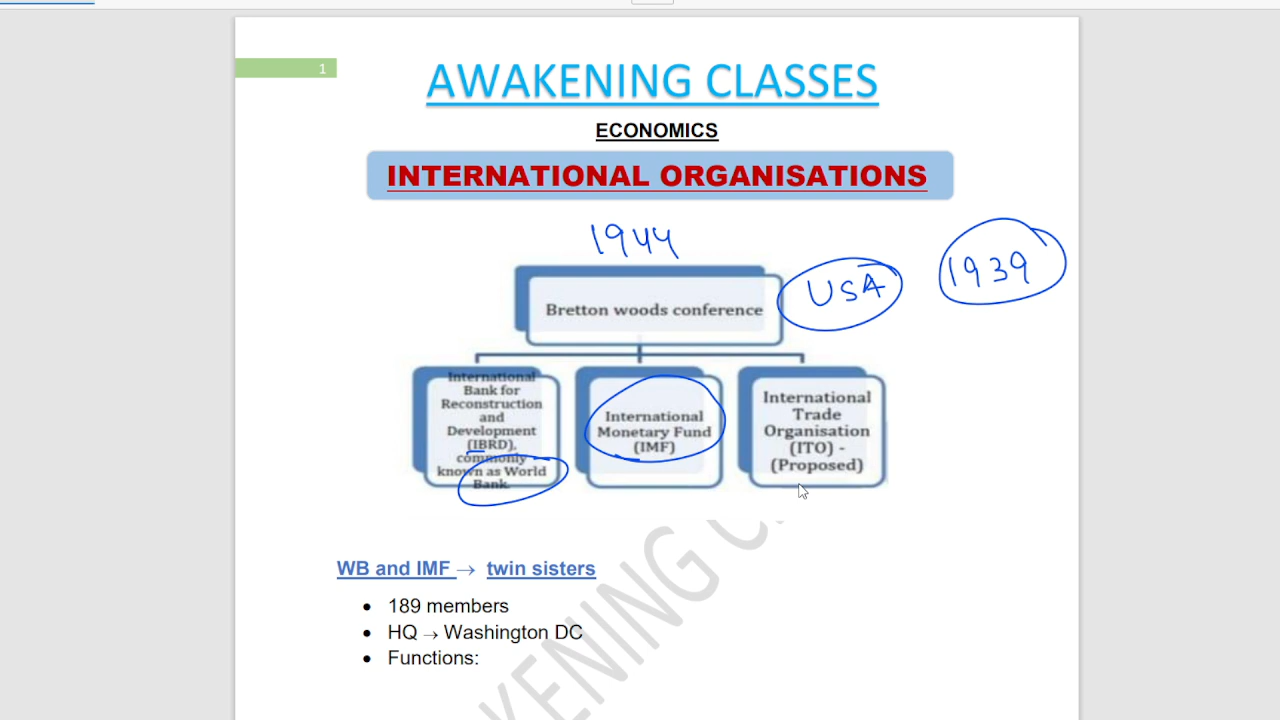 1
AWAKENING CLASSES
ECONOMICS
INTERNATIONAL ORGANISATIONS
1944
1939
USA
Bretton woods conference
International
Bank for
Reconstruction
and
Development
(IBRD),
commonly
known as World
Bank.
International
Monetary Fund
(IMF)
International
Trade
Organisation
(ITO) -
(Proposed)
WB and IMF → twin sisters
• 189 members
• HQ → Washington DC
• Functions:
KENING C